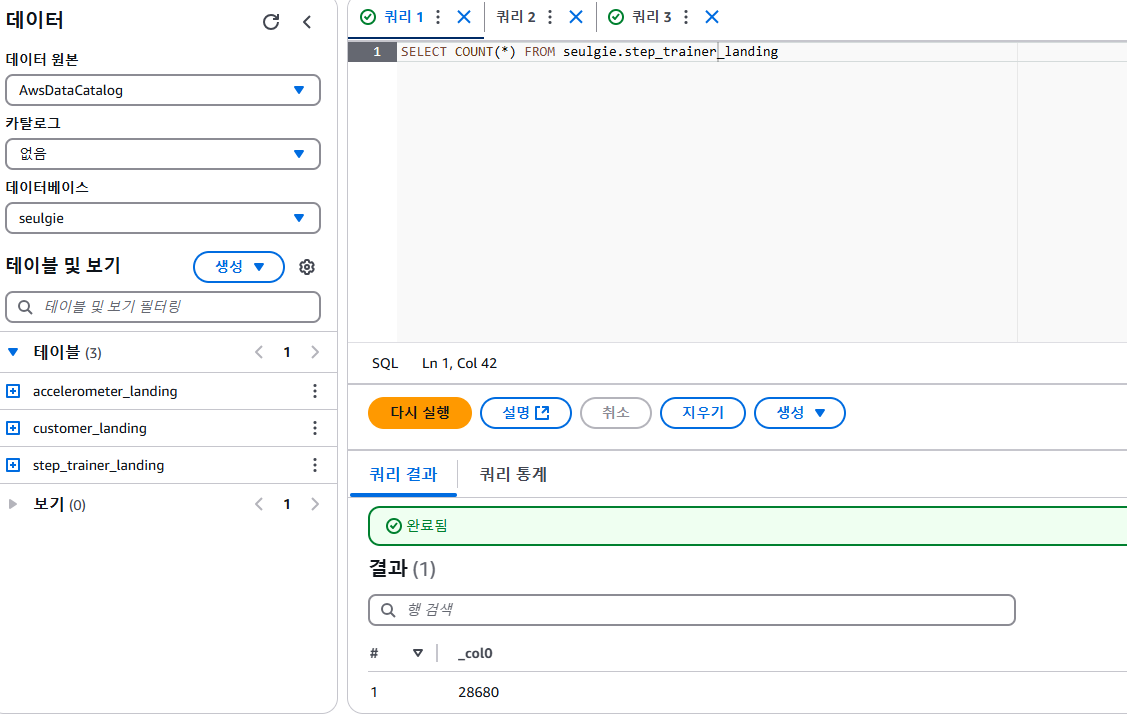 데이터
데이터 원본
AwsDataCatalog
카탈로그
없음
데이터베이스
seulgie
테이블 및 보기
생성
테이블 및 보기 필터링
테이블 (3)
1
accelerometer_landing
customer_landing
step_trainer_landing
보기 (0)
1
쿼리 1 쿼리 2 쿼리 3
1 SELECT COUNT(*) FROM seulgie.step_trainer_landing
SQL Ln 1, Col 42
다시 실행 설명 취소 지우기 생성
쿼리 결과 쿼리 통계
완료됨
결과 (1)
행 검색
# _col0
1 28680